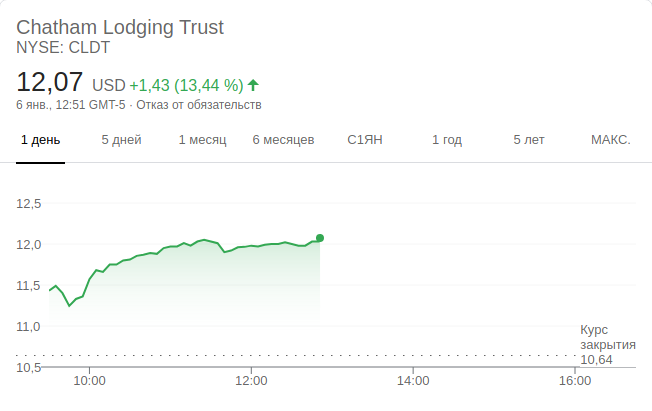 Chatham Lodging Trust
NYSE: CLDT
12,07 USD +1,43 (13,44 %)
6 янв., 12:51 GMT-5 · Отказ от обязательств
1 день 5 дней 1 месяц 6 месяцев С1ЯН 1 год 5 лет МАКС.
12,5
12,0
11,5
11,0
Курс
закрытия
10,64
10,5
10:00 12:00 14:00 16:00